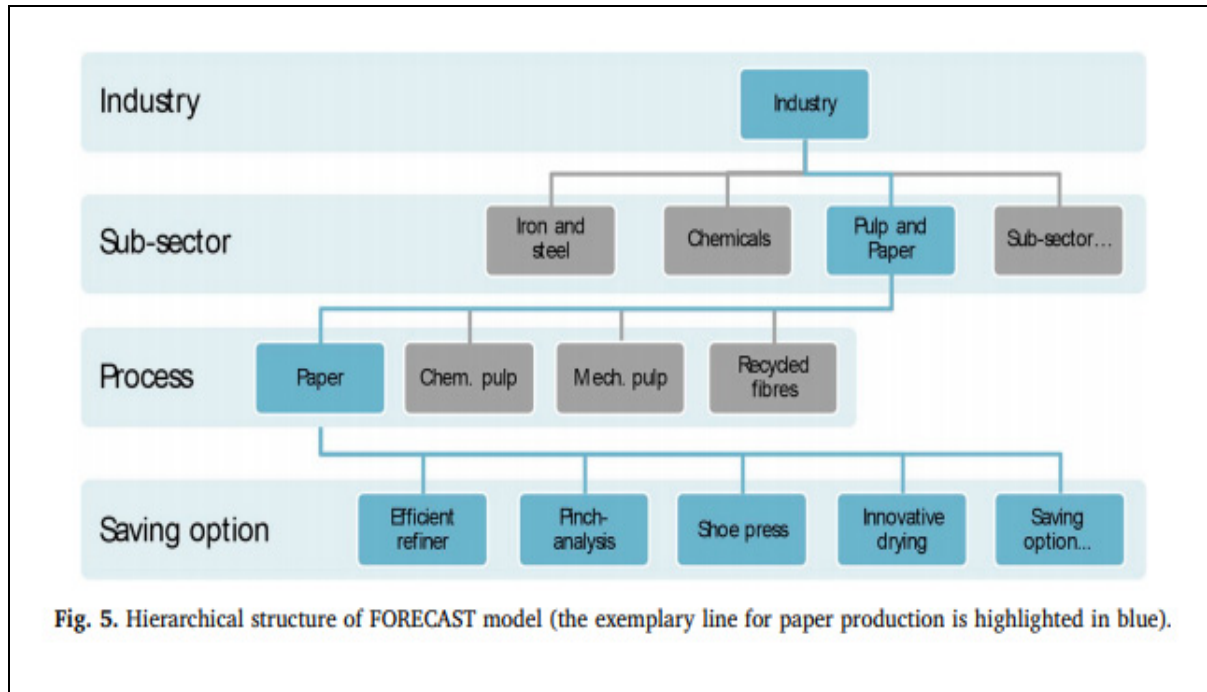 Industry
Industry
Sub-sector
Iron and
steel
Chemicals
Pulp and
Paper
Sub-sector...
Process
Paper
Chem. pulp
Mech. pulp
Recycled
fibres
Saving option
Efficient
refiner
Pinch-
analysis
Shoe press
Innovative
drying
Saving
option...
Fig. 5. Hierarchical structure of FORECAST model (the exemplary line for paper production is highlighted in blue).